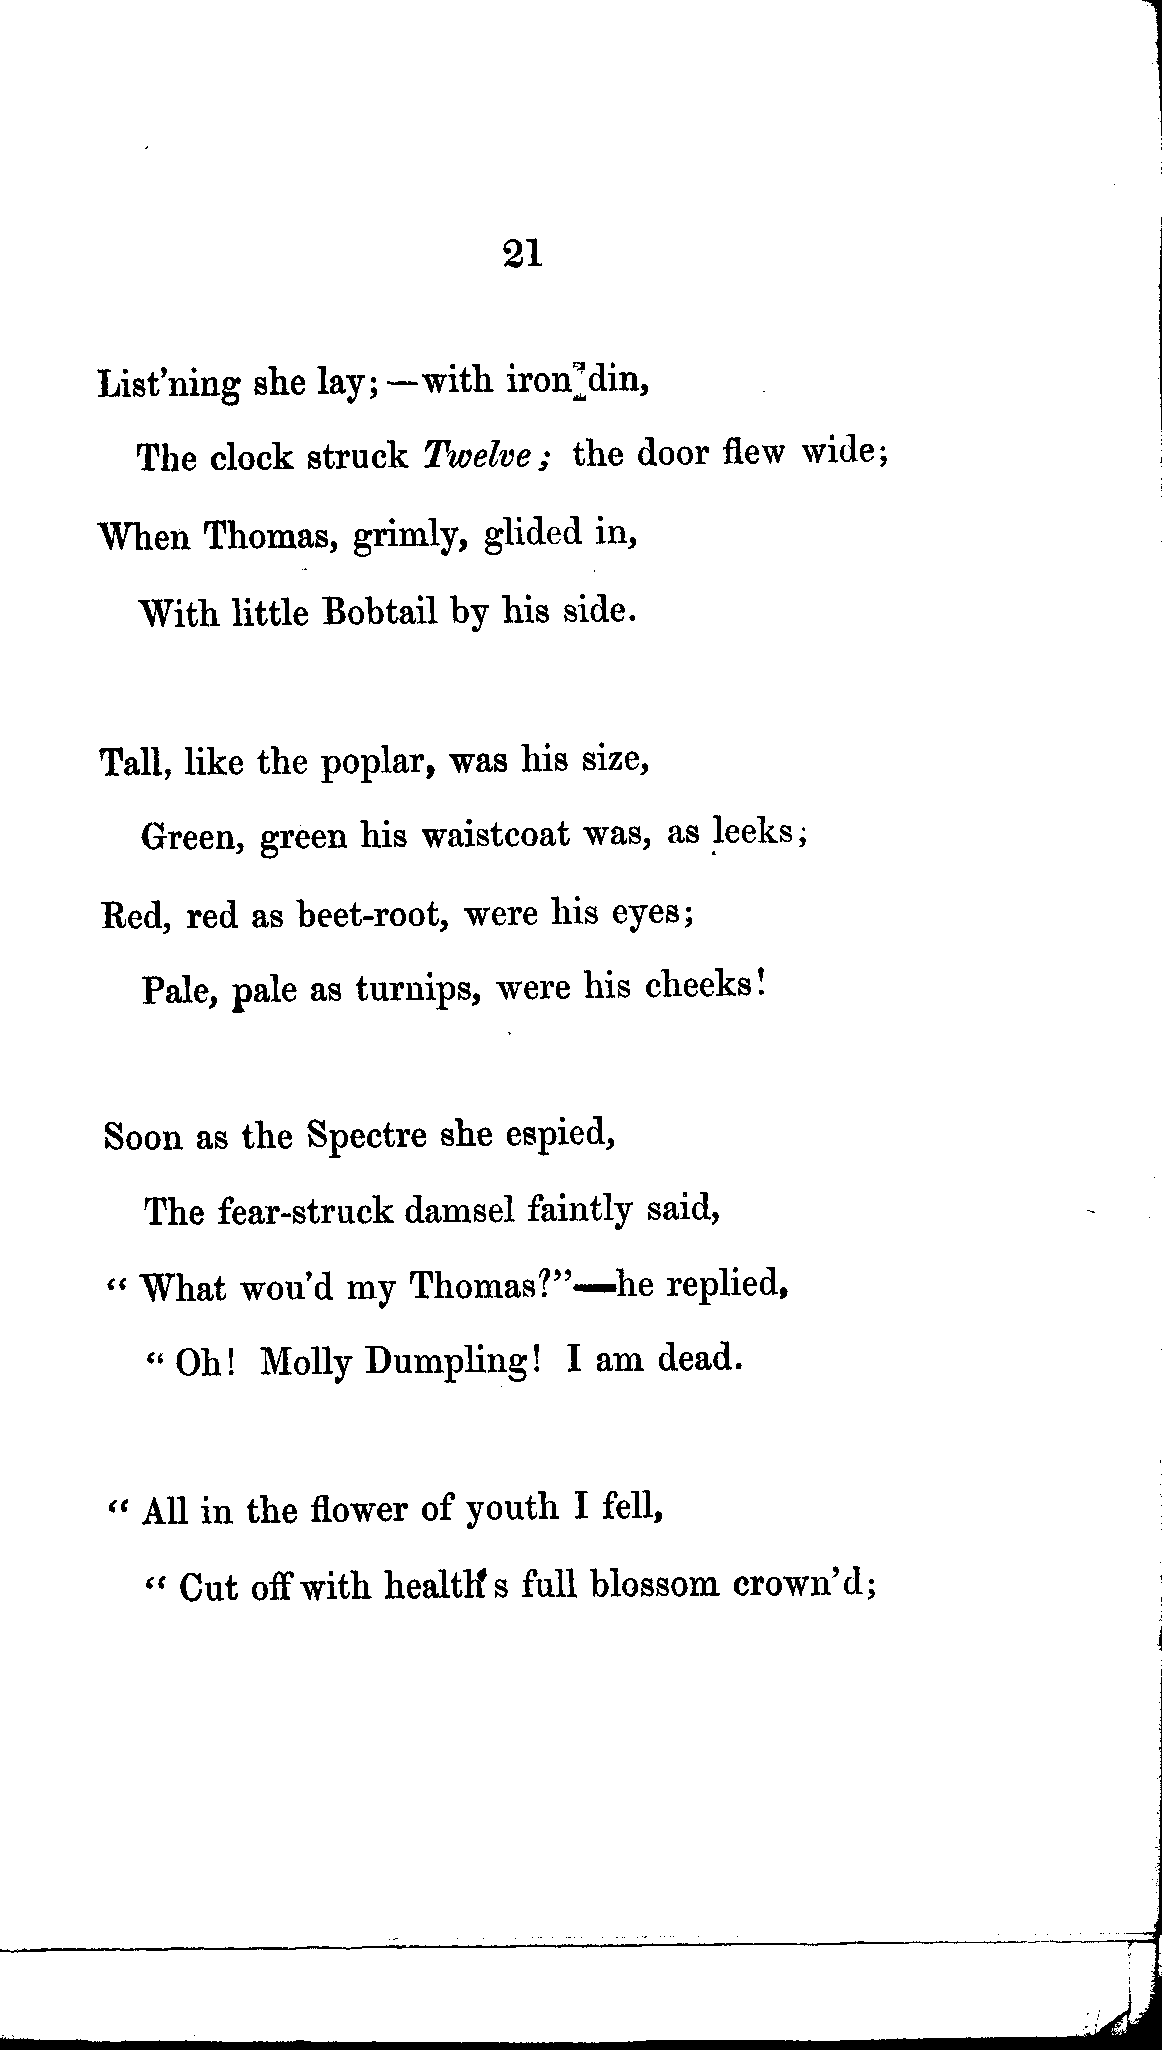 21
List'ning she lay;—with iron din,
The clock struck Twelve; the door flew wide;
When Thomas, grimly, glided in,
With little Bobtail by his side.
Tall, like the poplar, was his size,
Green, green his waistcoat was, as leeks;
Red, red as beet-root, were his eyes;
Pale, pale as turnips, were his cheeks!
Soon as the Spectre she espied,
The fear-struck damsel faintly said,
“ What wou'd my Thomas?”—he replied,
“ Oh! Molly Dumpling! I am dead.
“ All in the flower of youth I fell,
“ Cut off with health's full blossom crown'd;